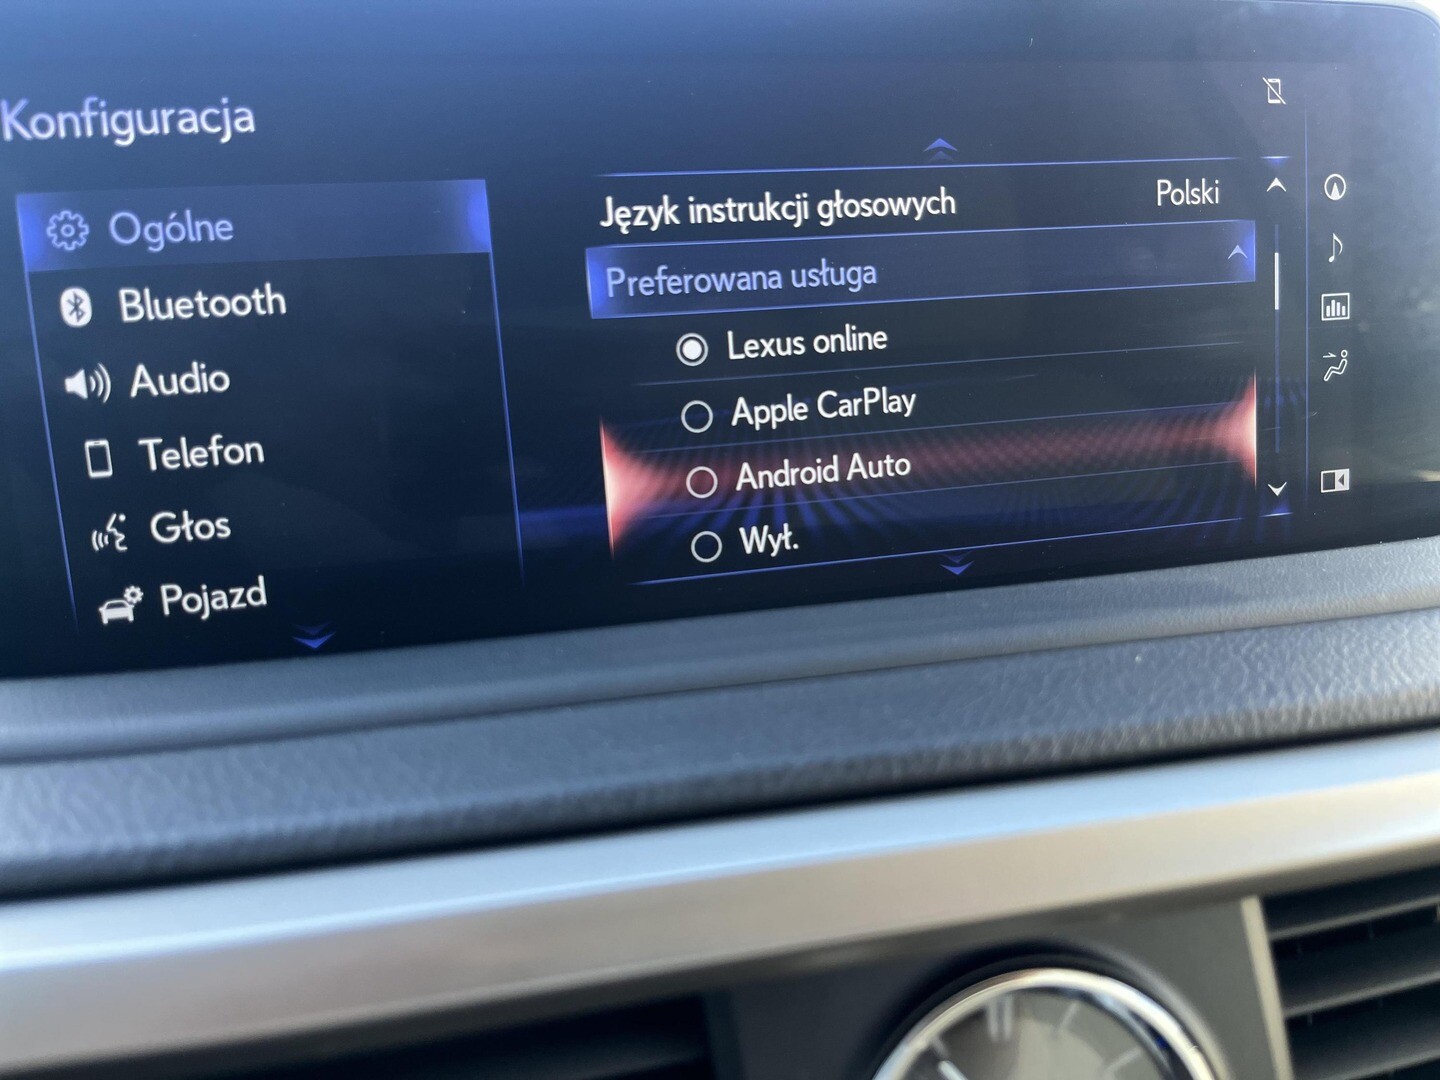 Konfiguracja
Ogólne
Bluetooth
Audio
Telefon
Głos
Pojazd
Język instrukcji głosowych Polski
Preferowana usługa
Lexus online
Apple CarPlay
Android Auto
Wył.